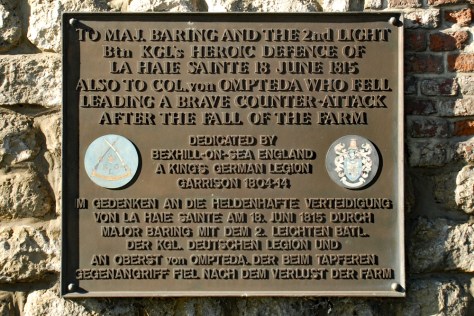 TO MAJ. BARING AND THE 2nd LIGHT
Btn KGL'S HEROIC DEFENCE OF
LA HAIE SAINTE 18 JUNE 1815
ALSO TO COL. von OMPTEDA WHO FELL
LEADING A BRAVE COUNTER-ATTACK
AFTER THE FALL OF THE FARM
DEDICATED BY
BEXHILL-ON-SEA ENGLAND
A KING'S GERMAN LEGION
GARRISON 1804-14
IM GEDENKEN AN DIE HELDENHAFTE VERTEIDIGUNG
VON LA HAIE SAINTE AM 18. JUNI 1815 DURCH
MAJOR BARING MIT DEM 2. LEICHTEN BATL.
DER KGL. DEUTSCHEN LEGION UND
AN OBERST von OMPTEDA. DER BEIM TAPFEREN
GEGENANGRIFF FIEL NACH DEM VERLUST DER FARM